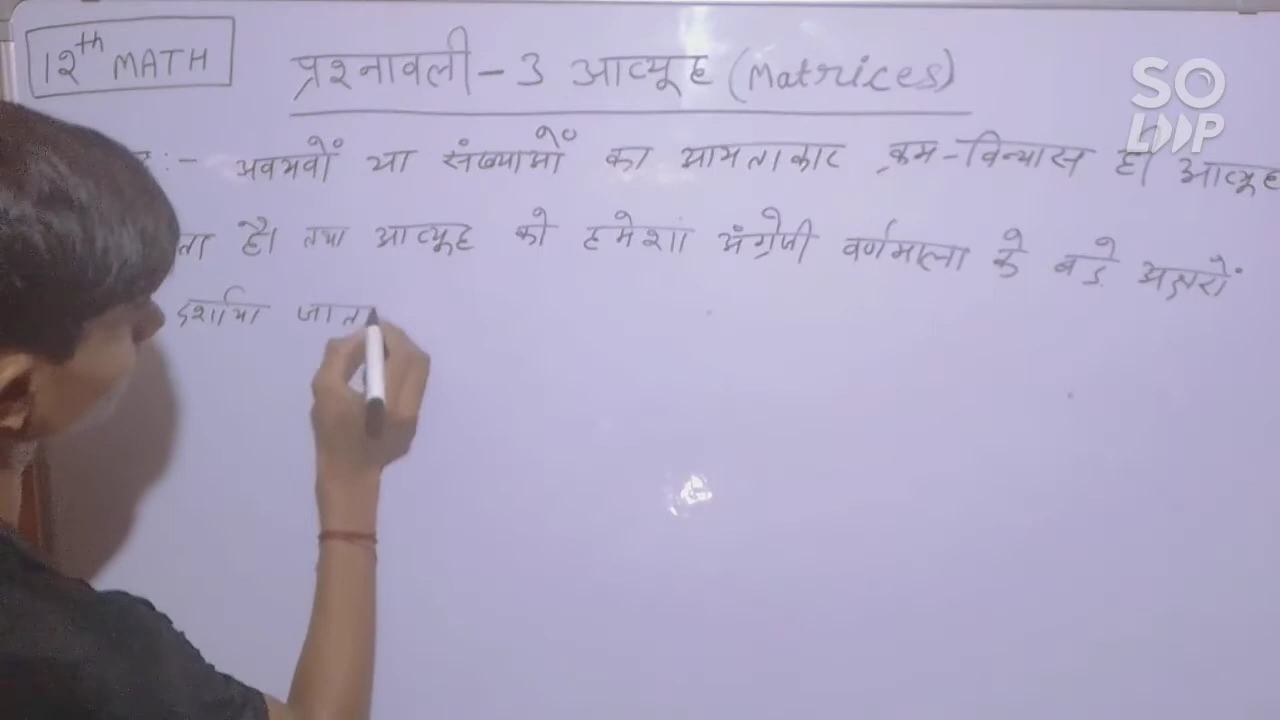 12th MATH
प्रश्नावली - 3 आव्यूह (Matrices)
SO LOOP
:- अवयवों या संख्याओं का आयताकार क्रम-विन्यास ही आव्यूह
ता है। तथा आव्यूह को हमेशा अंग्रेजी वर्णमाला के बड़े अक्षरों
दर्शाया जात